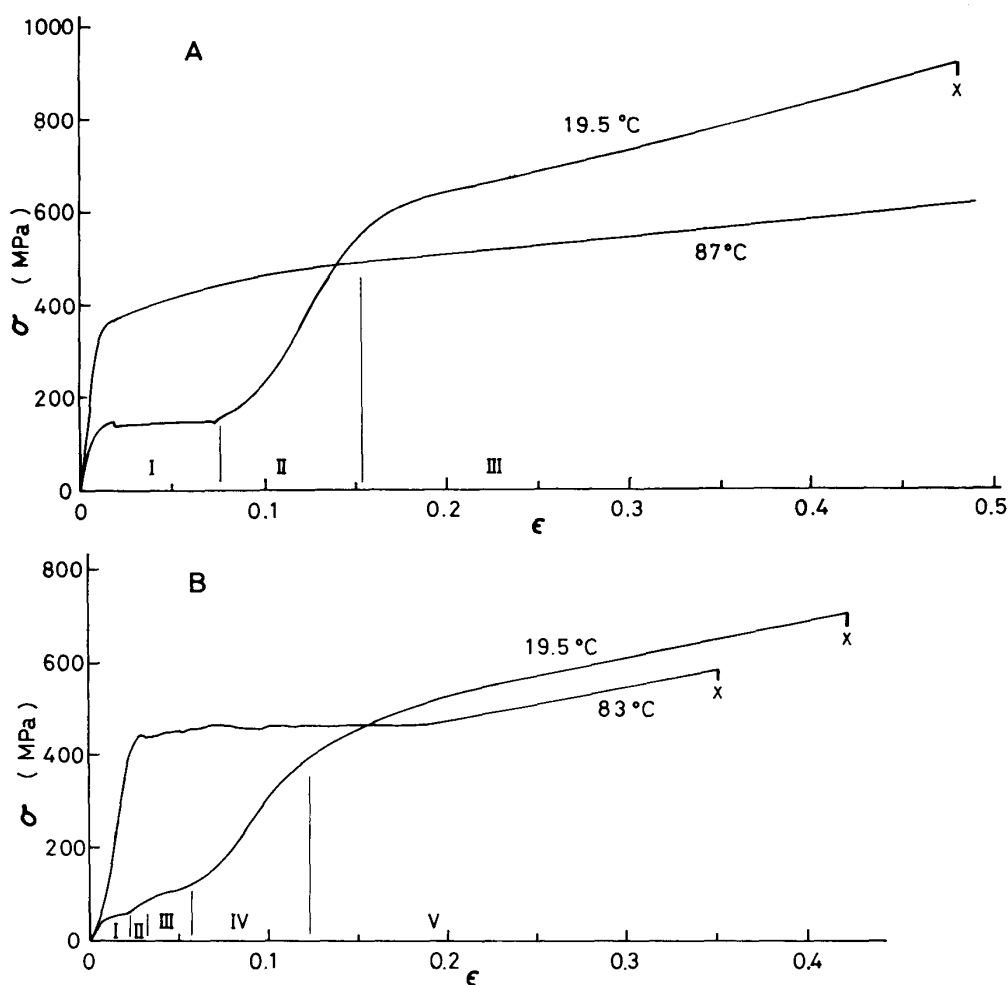 A
1000
800
600
400
200
0
σ (MPa)
19.5 °C
X
87°C
I II III
0 0.1 0.2 0.3 0.4 0.5
ε
B
800
600
400
200
0
σ (MPa)
19.5 °C
X
83 °C
X
I II III IV V
0 0.1 0.2 0.3 0.4
ε